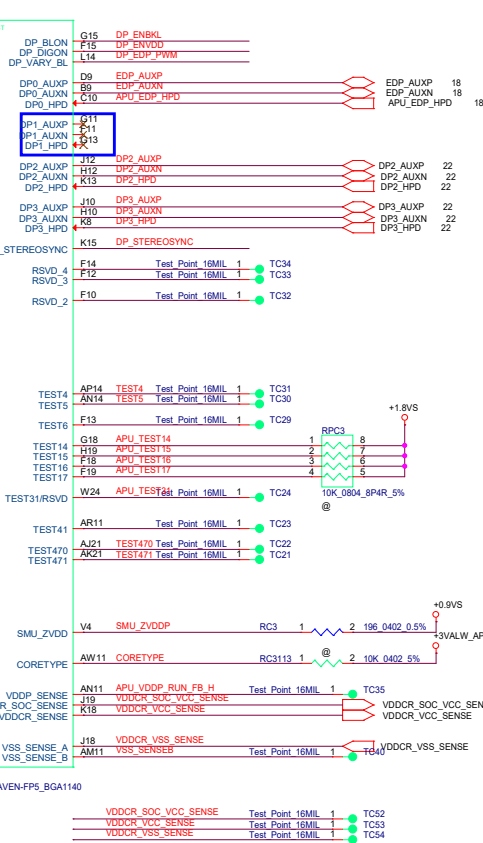 DP_BLON G15 DP_ENBKL
DP_DIGON F15 DP_ENVDD
DP_VARY_BL L14 DP_EDP_PWM
DP0_AUXP D9 EDP_AUXP EDP_AUXP 18
DP0_AUXN B9 EDP_AUXN EDP_AUXN 18
DP0_HPD C10 APU_EDP_HPD APU_EDP_HPD 18
DP1_AUXP G11
DP1_AUXN F11
DP1_HPD G13
DP2_AUXP J12 DP2_AUXP DP2_AUXP 22
DP2_AUXN H12 DP2_AUXN DP2_AUXN 22
DP2_HPD K13 DP2_HPD DP2_HPD 22
DP3_AUXP J10 DP3_AUXP DP3_AUXP 22
DP3_AUXN H10 DP3_AUXN DP3_AUXN 22
DP3_HPD K8 DP3_HPD DP3_HPD 22
_STEREOSYNC K15 DP_STEREOSYNC
RSVD_4 F14 Test_Point_16MIL 1 TC34
RSVD_3 F12 Test_Point_16MIL 1 TC33
RSVD_2 F10 Test_Point_16MIL 1 TC32
TEST4 AP14 TEST4 Test_Point_16MIL 1 TC31
TEST5 AN14 TEST5 Test_Point_16MIL 1 TC30
+1.8VS
TEST6 F13 Test_Point_16MIL 1 TC29
RPC3
TEST14 G18 APU_TEST14 1 8
TEST15 H19 APU_TEST15 2 7
TEST16 F18 APU_TEST16 3 6
TEST17 F19 APU_TEST17 4 5
TEST31/RSVD W24 APU_TEST31 Test_Point_16MIL 1 TC24 10K_0804_8P4R_5%
@
TEST41 AR11 Test_Point_16MIL 1 TC23
TEST470 AJ21 TEST470 Test_Point_16MIL 1 TC22
TEST471 AK21 TEST471 Test_Point_16MIL 1 TC21
+0.9VS
SMU_ZVDD V4 SMU_ZVDDP RC3 1 2 196_0402_0.5%
+3VALW_AP
@
CORETYPE AW11 CORETYPE RC3113 1 2 10K_0402_5%
VDDP_SENSE AN11 APU_VDDP_RUN_FB_H Test_Point_16MIL 1 TC35
R_SOC_SENSE J19 VDDCR_SOC_VCC_SENSE VDDCR_SOC_VCC_SEN
VDDCR_SENSE K18 VDDCR_VCC_SENSE VDDCR_VCC_SENSE
VSS_SENSE_A J18 VDDCR_VSS_SENSE VDDCR_VSS_SENSE
VSS_SENSE_B AM11 VSS_SENSEB Test_Point_16MIL 1 TC40
AVEN-FP5_BGA1140
VDDCR_SOC_VCC_SENSE Test_Point_16MIL 1 TC52
VDDCR_VCC_SENSE Test_Point_16MIL 1 TC53
VDDCR_VSS_SENSE Test_Point_16MIL 1 TC54